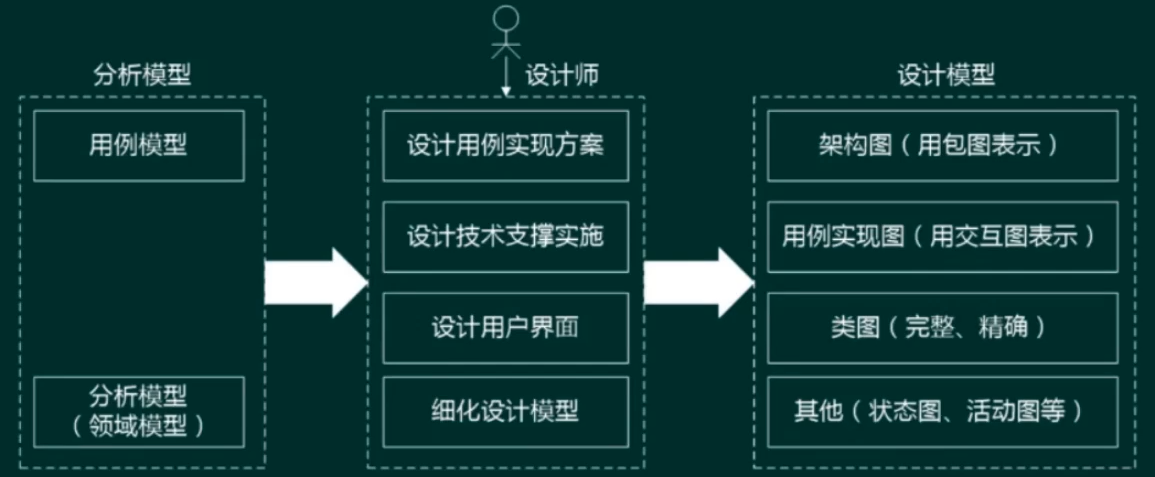 分析模型
用例模型
分析模型
（领域模型）
设计师
设计用例实现方案
设计技术支撑实施
设计用户界面
细化设计模型
设计模型
架构图（用包图表示）
用例实现图（用交互图表示）
类图（完整、精确）
其他（状态图、活动图等）